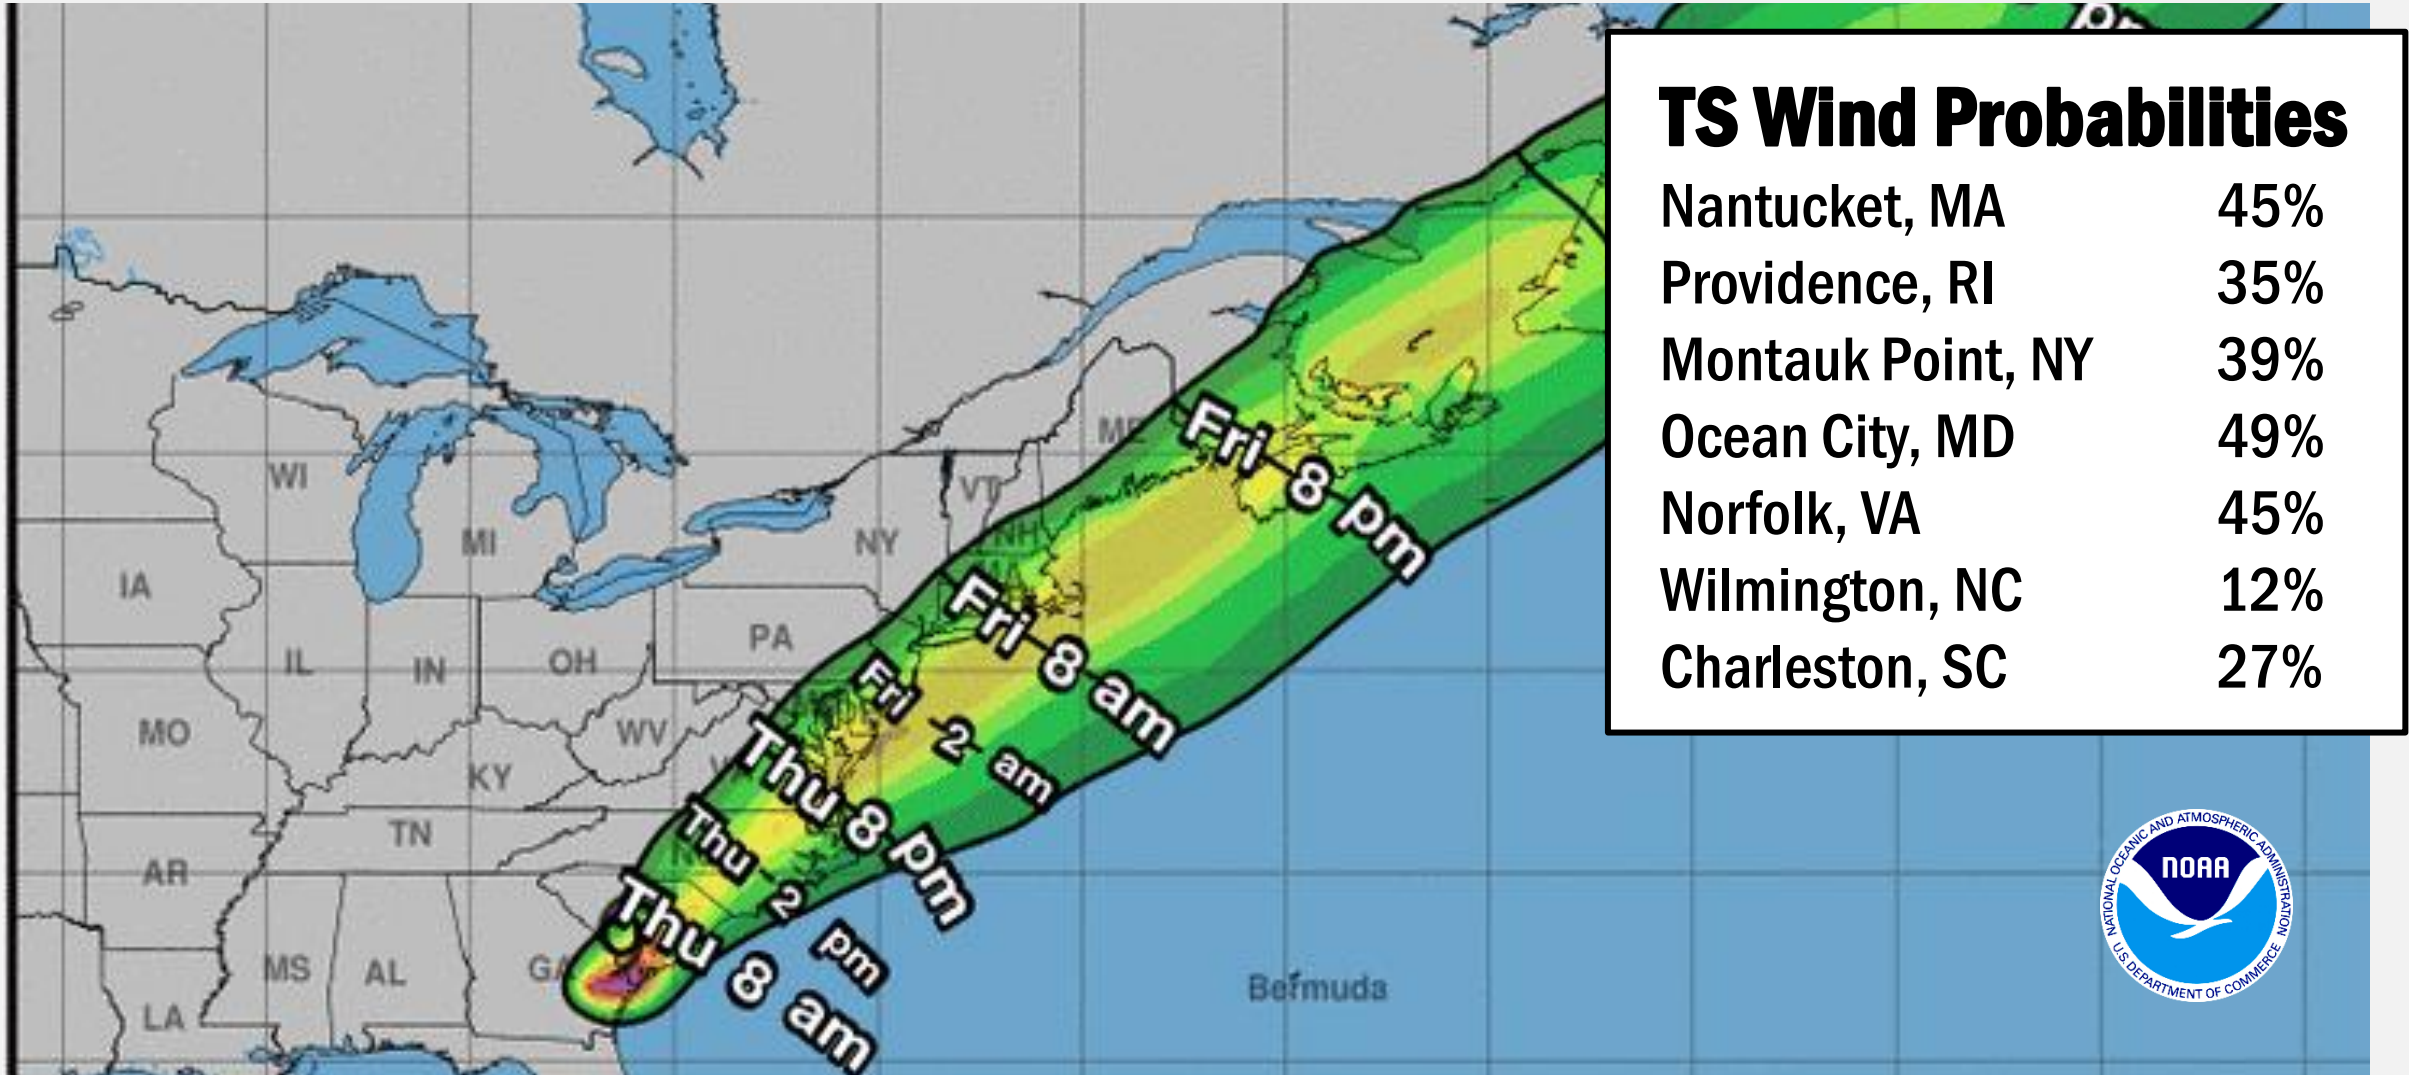 pm
TS Wind Probabilities
Nantucket, MA 45%
Providence, RI 35%
Montauk Point, NY 39%
Ocean City, MD 49%
Norfolk, VA 45%
Wilmington, NC 12%
Charleston, SC 27%
ME
Fri 8 pm
WI
VT
NH
MI
NY
MA
IA
Fri 8 am
PA
IL
IN
OH
Fri 2 am
MO
WV
Thu 8 pm
KY
TN
Thu 2 pm
AR
Thu 8 am
MS
AL
GA
LA
Bermuda
NATIONAL OCEANIC AND ATMOSPHERIC ADMINISTRATION
NOAA
U.S. DEPARTMENT OF COMMERCE